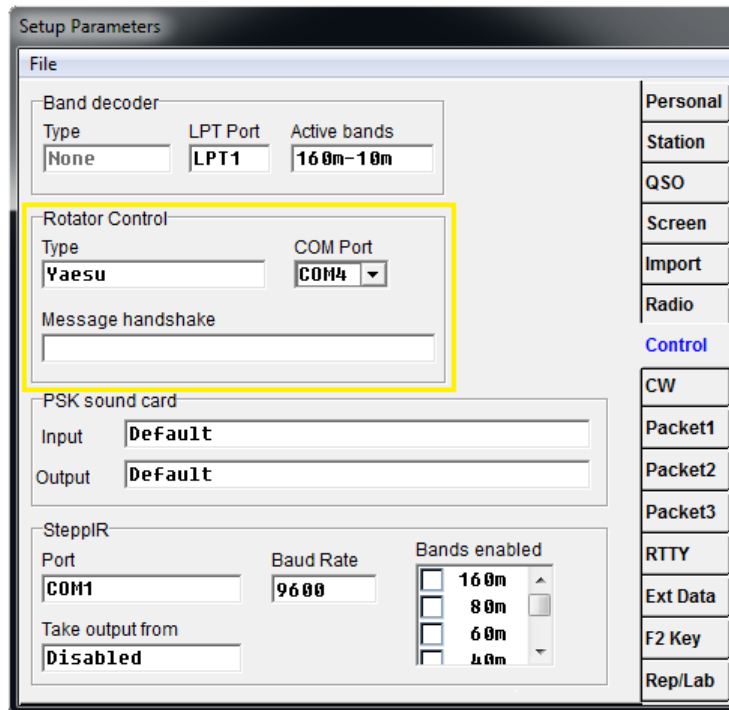 Setup Parameters
File
Band decoder
Type LPT Port Active bands
None LPT1 160m-10m
Rotator Control
Type COM Port
Yaesu COM4
Message handshake
PSK sound card
Input Default
Output Default
SteppIR
Port Baud Rate Bands enabled
COM1 9600
160m
80m
60m
40m
Take output from
Disabled
Personal
Station
QSO
Screen
Import
Radio
Control
CW
Packet1
Packet2
Packet3
RTTY
Ext Data
F2 Key
Rep/Lab